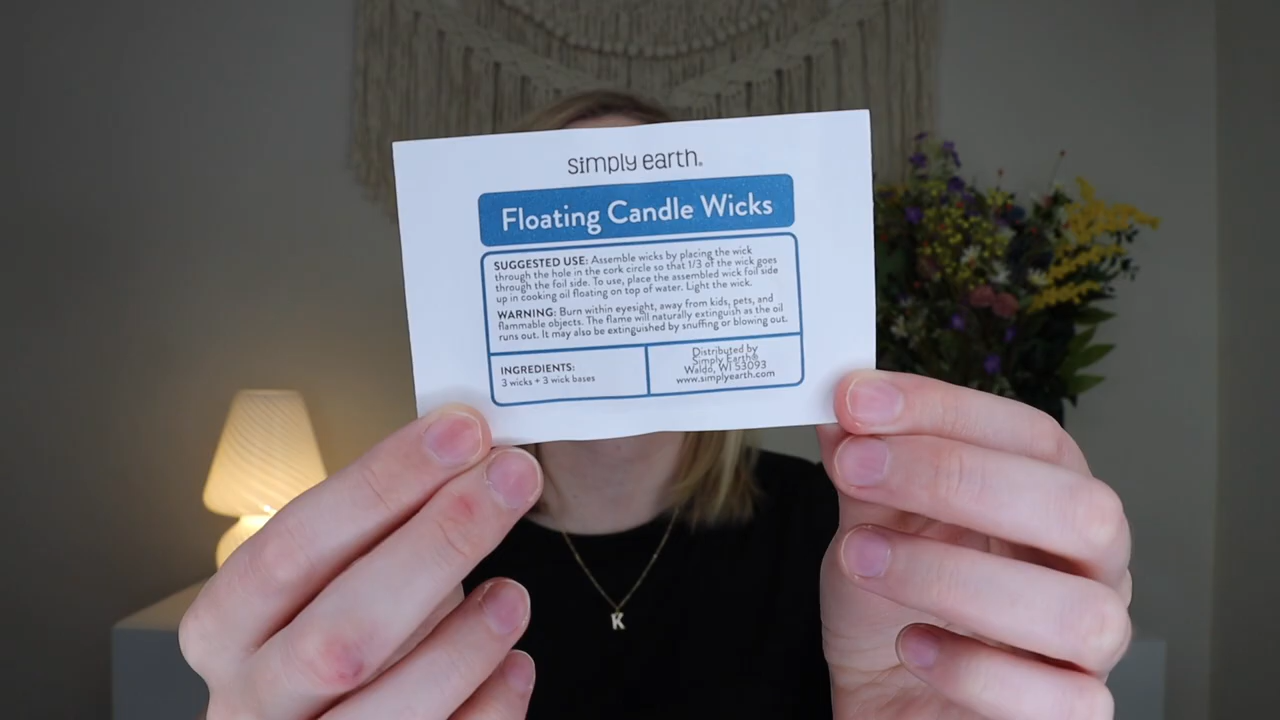 simply earth®
Floating Candle Wicks
SUGGESTED USE: Assemble wicks by placing the wick
through the hole in the cork circle so that 1/3 of the wick goes
through the foil side. To use, place the assembled wick foil side
up in cooking oil floating on top of water. Light the wick.
WARNING: Burn within eyesight, away from kids, pets, and
flammable objects. The flame will naturally extinguish as the oil
runs out. It may also be extinguished by snuffing or blowing out.
INGREDIENTS:
3 wicks + 3 wick bases
Distributed by
Simply Earth®
Waldo, WI 53093
www.simplyearth.com
K